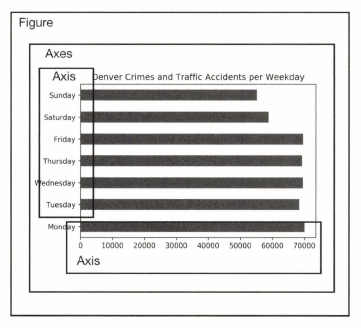 Figure
Axes
Axis
Denver Crimes and Traffic Accidents per Weekday
Sunday
Saturday
Friday
Thursday
Wednesday
Tuesday
Monday
0 10000 20000 30000 40000 50000 60000 70000
Axis